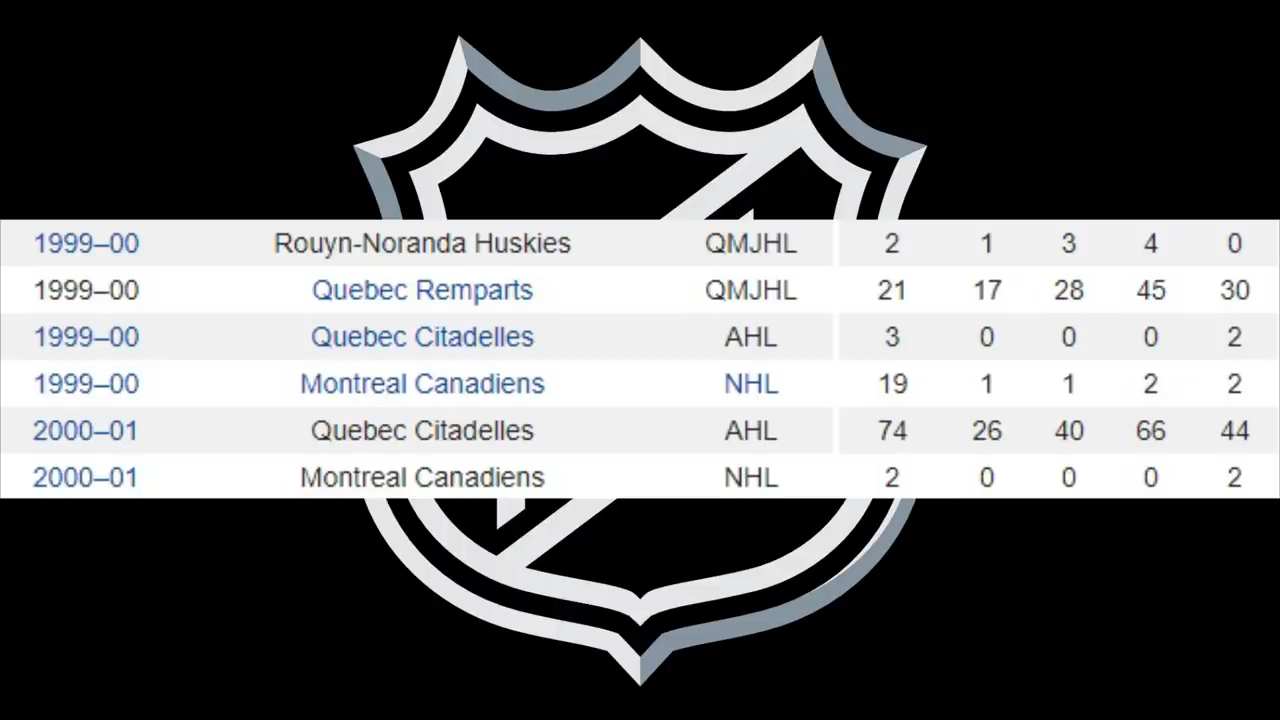 1999–00 Rouyn-Noranda Huskies QMJHL 2 1 3 4 0
1999–00 Quebec Remparts QMJHL 21 17 28 45 30
1999–00 Quebec Citadelles AHL 3 0 0 0 2
1999–00 Montreal Canadiens NHL 19 1 1 2 2
2000–01 Quebec Citadelles AHL 74 26 40 66 44
2000–01 Montreal Canadiens NHL 2 0 0 0 2